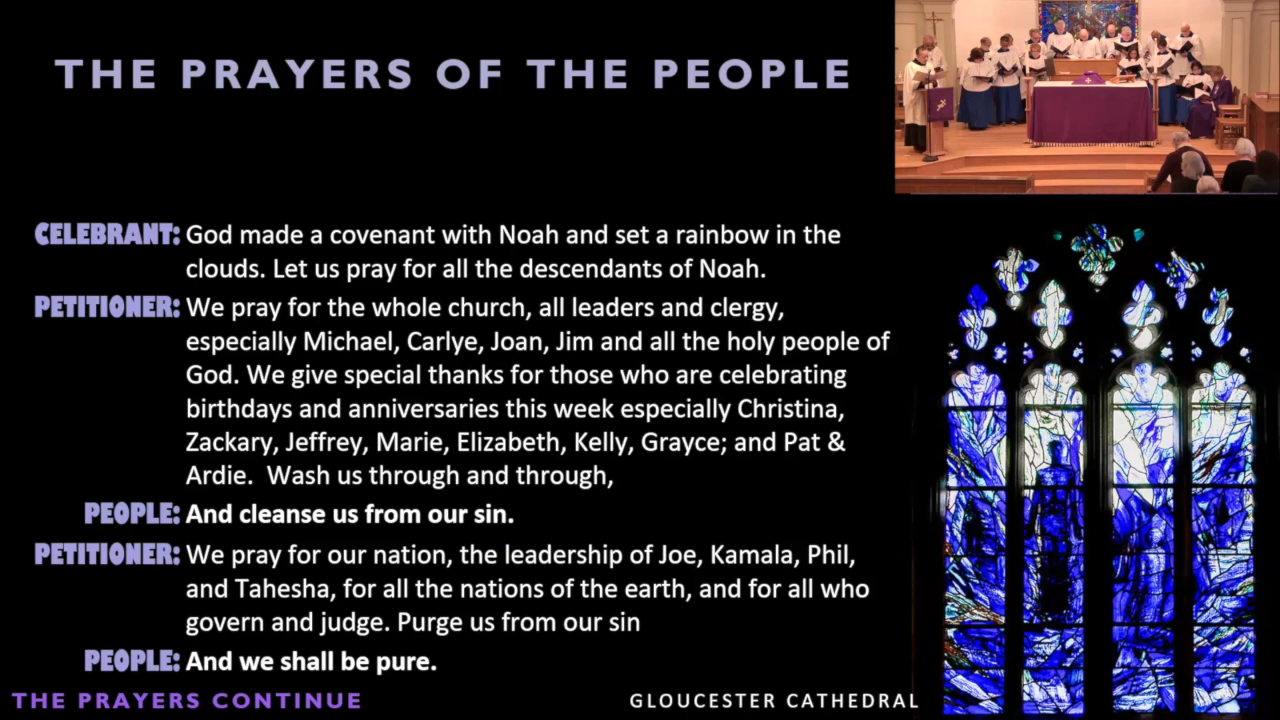 THE PRAYERS OF THE PEOPLE
CELEBRANT: God made a covenant with Noah and set a rainbow in the
clouds. Let us pray for all the descendants of Noah.
PETITIONER: We pray for the whole church, all leaders and clergy,
especially Michael, Carlye, Joan, Jim and all the holy people of
God. We give special thanks for those who are celebrating
birthdays and anniversaries this week especially Christina,
Zackary, Jeffrey, Marie, Elizabeth, Kelly, Grayce; and Pat &
Ardie.  Wash us through and through,
PEOPLE: And cleanse us from our sin.
PETITIONER: We pray for our nation, the leadership of Joe, Kamala, Phil,
and Tahesha, for all the nations of the earth, and for all who
govern and judge. Purge us from our sin
PEOPLE: And we shall be pure.
THE PRAYERS CONTINUE
GLOUCESTER CATHEDRAL